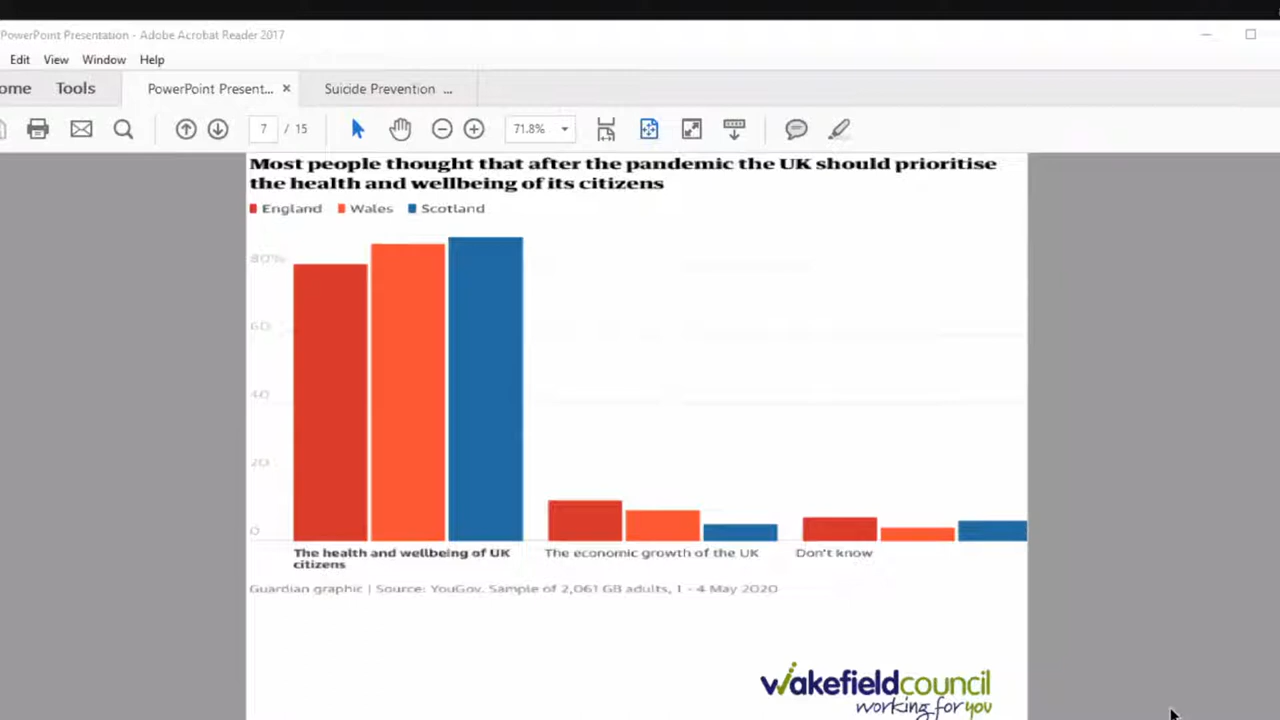 PowerPoint Presentation - Adobe Acrobat Reader 2017
Edit View Window Help
ome Tools PowerPoint Present... × Suicide Prevention ...
7 / 15 71.8%
Most people thought that after the pandemic the UK should prioritise
the health and wellbeing of its citizens
England Wales Scotland
80%
60
40
20
0
The health and wellbeing of UK
citizens
The economic growth of the UK
Don't know
Guardian graphic | Source: YouGov. Sample of 2,061 GB adults, 1 - 4 May 2020
wakefieldcouncil
working for you